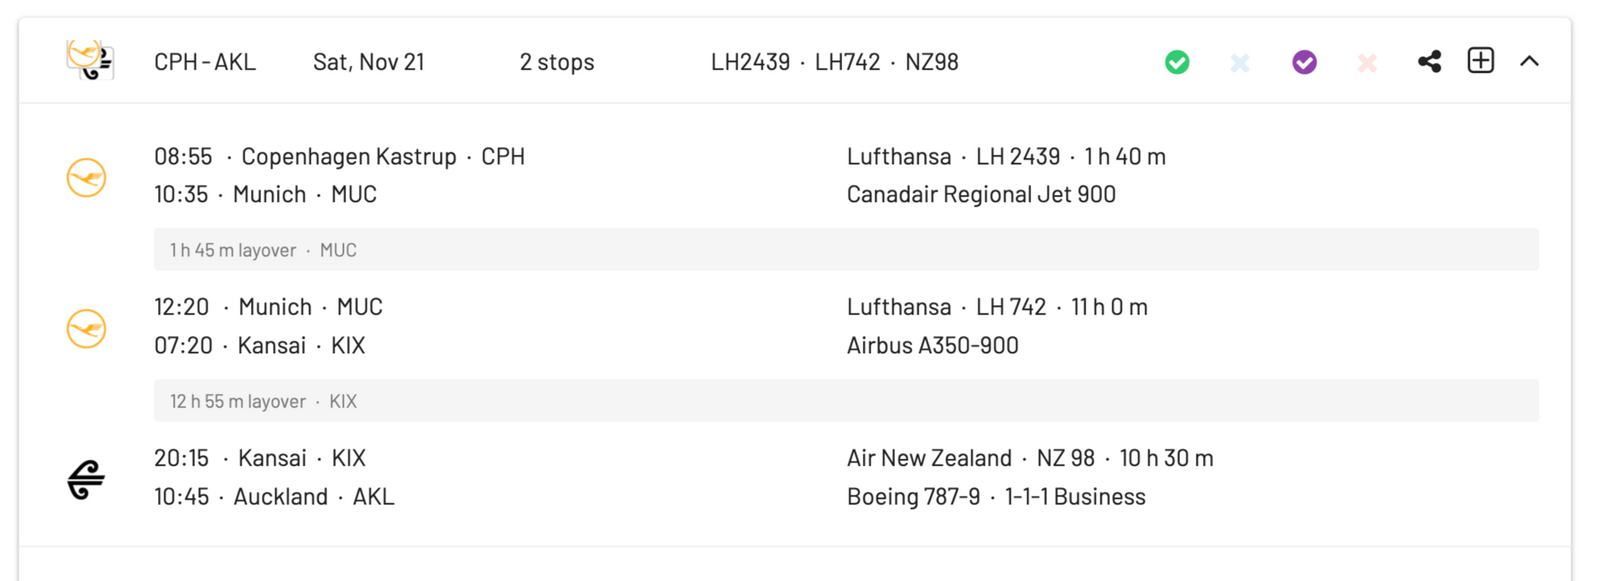 CPH - AKL Sat, Nov 21 2 stops LH2439 · LH742 · NZ98
08:55 · Copenhagen Kastrup · CPH Lufthansa · LH 2439 · 1 h 40 m
10:35 · Munich · MUC Canadair Regional Jet 900
1 h 45 m layover · MUC
12:20 · Munich · MUC Lufthansa · LH 742 · 11 h 0 m
07:20 · Kansai · KIX Airbus A350-900
12 h 55 m layover · KIX
20:15 · Kansai · KIX Air New Zealand · NZ 98 · 10 h 30 m
10:45 · Auckland · AKL Boeing 787-9 · 1-1-1 Business